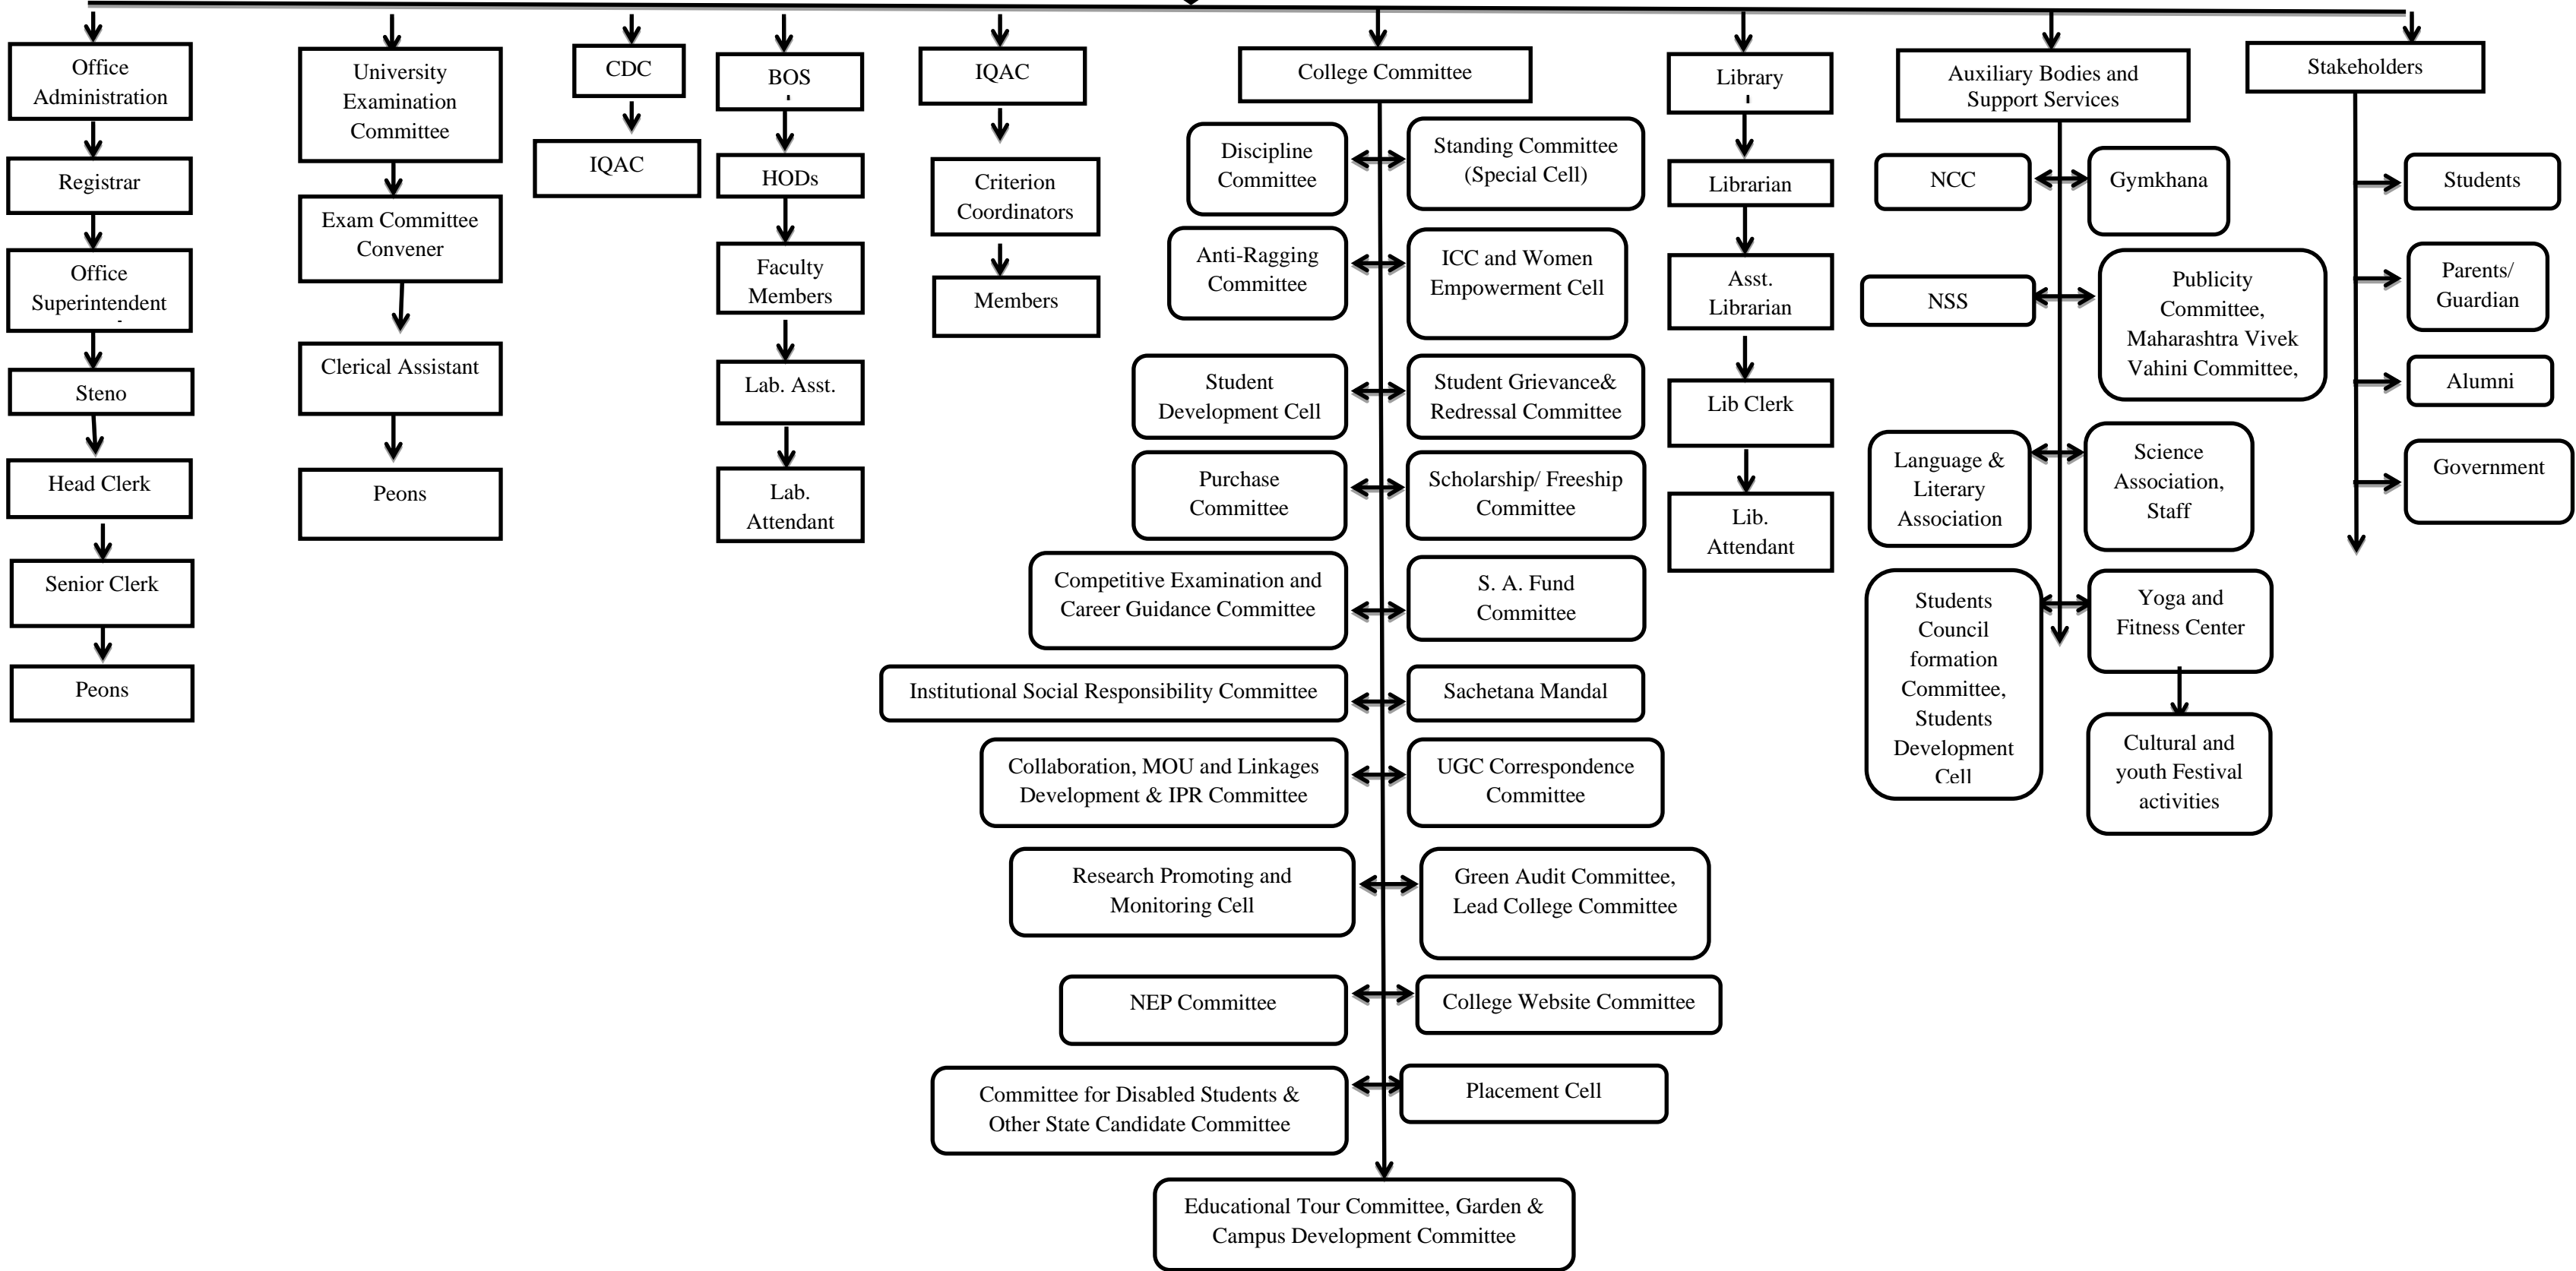 Office
Administration
Registrar
Office
Superintendent
Steno
Head Clerk
Senior Clerk
Peons
University
Examination
Committee
Exam Committee
Convener
Clerical Assistant
Peons
CDC
IQAC
BOS
HODs
Faculty
Members
Lab. Asst.
Lab.
Attendant
IQAC
Criterion
Coordinators
Members
College Committee
Discipline
Committee
Standing Committee
(Special Cell)
Anti-Ragging
Committee
ICC and Women
Empowerment Cell
Student
Development Cell
Student Grievance&
Redressal Committee
Purchase
Committee
Scholarship/ Freeship
Committee
Competitive Examination and
Career Guidance Committee
S. A. Fund
Committee
Institutional Social Responsibility Committee
Sachetana Mandal
Collaboration, MOU and Linkages
Development & IPR Committee
UGC Correspondence
Committee
Research Promoting and
Monitoring Cell
Green Audit Committee,
Lead College Committee
NEP Committee
College Website Committee
Committee for Disabled Students &
Other State Candidate Committee
Placement Cell
Educational Tour Committee, Garden &
Campus Development Committee
Library
Librarian
Asst.
Librarian
Lib Clerk
Lib.
Attendant
Auxiliary Bodies and
Support Services
NCC
Gymkhana
NSS
Publicity
Committee,
Maharashtra Vivek
Vahini Committee,
Language &
Literary
Association
Science
Association,
Staff
Students
Council
formation
Committee,
Students
Development
Cell
Yoga and
Fitness Center
Cultural and
youth Festival
activities
Stakeholders
Students
Parents/
Guardian
Alumni
Government